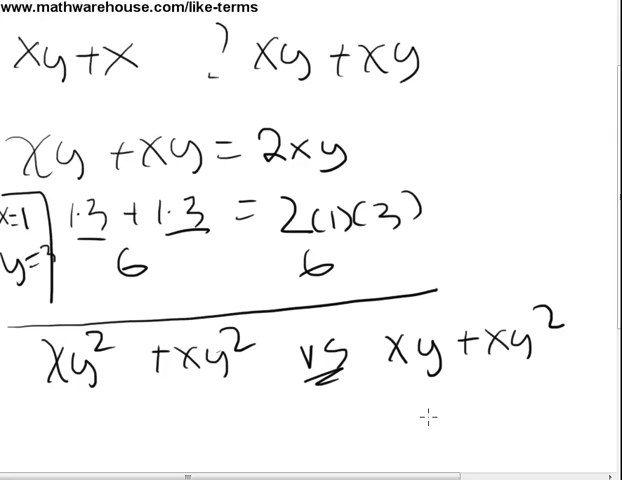 www.mathwarehouse.com/like-terms
xy+x ? xy +xy
xy +xy = 2xy
x=1 1·3 + 1·3 = 2(1)(3)
y=3 6 6
xy² +xy² vs xy +xy²